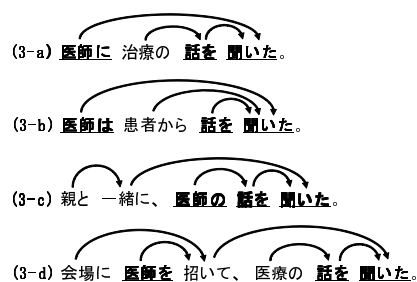 (3-a) 医師に 治療の 話を 聞いた。
(3-b) 医師は 患者から 話を 聞いた。
(3-c) 親と 一緒に、 医師の 話を 聞いた。
(3-d) 会場に 医師を 招いて、 医療の 話を 聞いた。